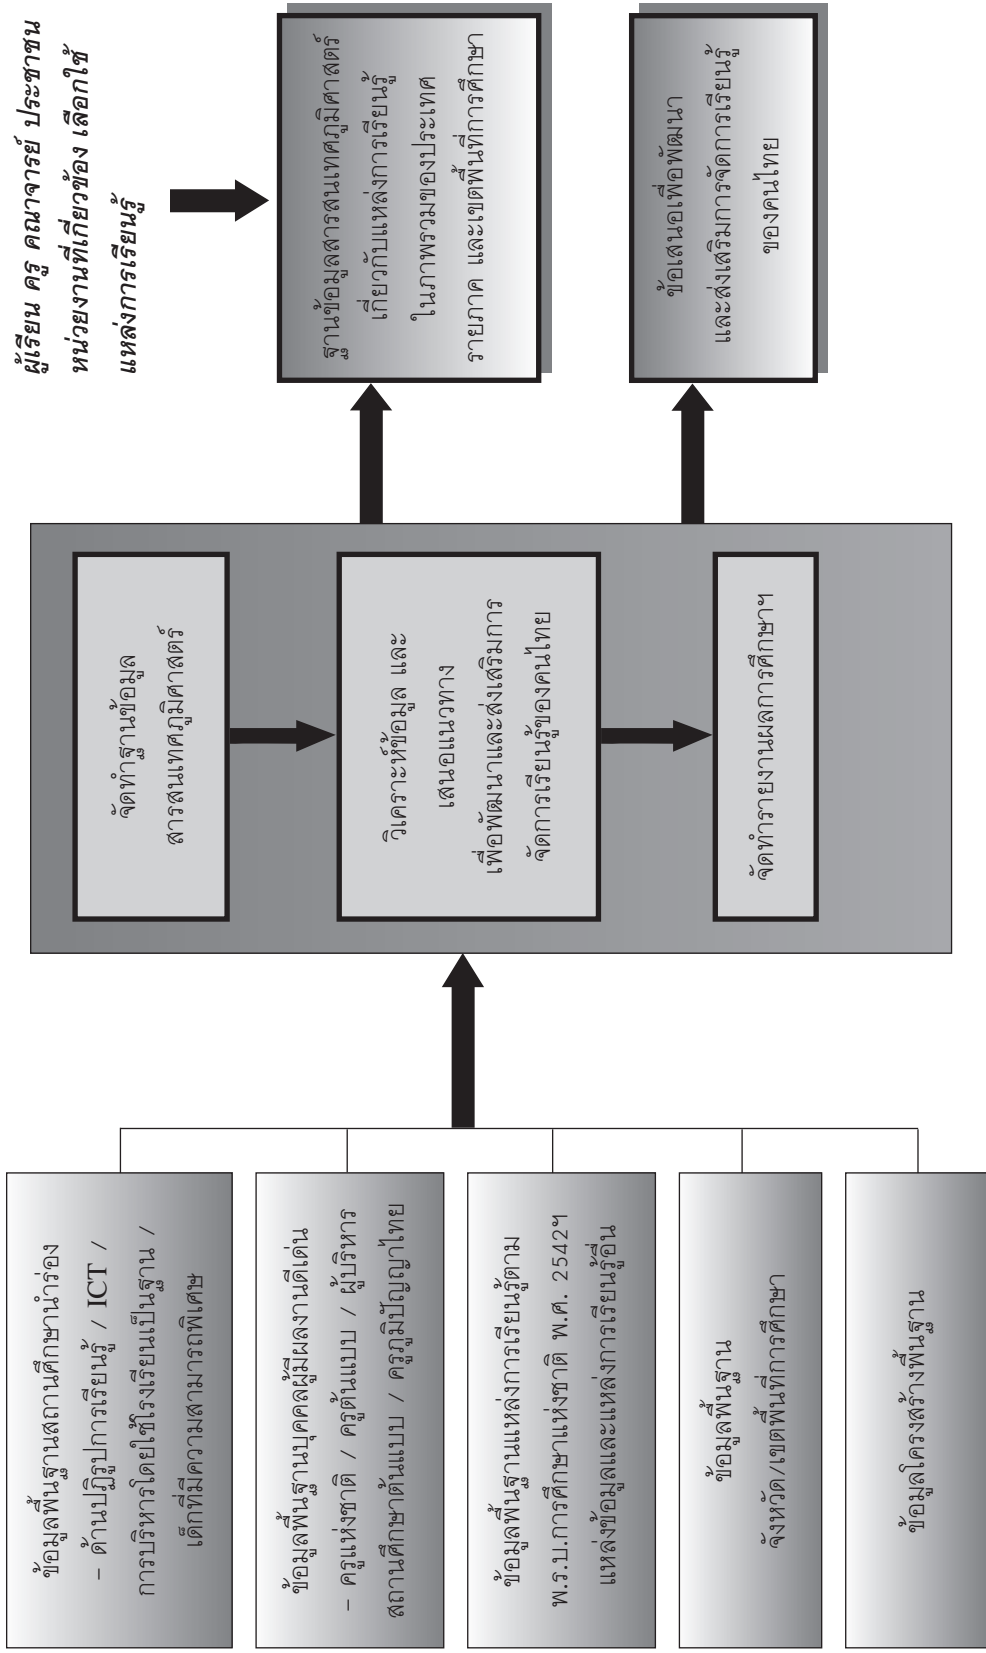 ข้อมูลพื้นฐานสถานศึกษานำร่อง
– ด้านปฏิรูปการเรียนรู้ / ICT /
การบริหารโดยใช้โรงเรียนเป็นฐาน /
เด็กที่มีความสามารถพิเศษ
ข้อมูลพื้นฐานบุคคลผู้มีผลงานดีเด่น
– ครูแห่งชาติ / ครูต้นแบบ / ผู้บริหาร
สถานศึกษาต้นแบบ / ครูภูมิปัญญาไทย
ข้อมูลพื้นฐานแหล่งการเรียนรู้ตาม
พ.ร.บ.การศึกษาแห่งชาติ พ.ศ. 2542ฯ
แหล่งข้อมูลและแหล่งการเรียนรู้อื่น
ข้อมูลพื้นฐาน
จังหวัด/เขตพื้นที่การศึกษา
ข้อมูลโครงสร้างพื้นฐาน
จัดทำฐานข้อมูล
สารสนเทศภูมิศาสตร์
วิเคราะห์ข้อมูล และ
เสนอแนวทาง
เพื่อพัฒนาและส่งเสริมการ
จัดการเรียนรู้ของคนไทย
จัดทำรายงานผลการศึกษาฯ
ผู้เรียน ครู คณาจารย์ ประชาชน
หน่วยงานที่เกี่ยวข้อง เลือกใช้
แหล่งการเรียนรู้
ฐานข้อมูลสารสนเทศภูมิศาสตร์
เกี่ยวกับแหล่งการเรียนรู้
ในภาพรวมของประเทศ
รายภาค และเขตพื้นที่การศึกษา
ข้อเสนอเพื่อพัฒนา
และส่งเสริมการจัดการเรียนรู้
ของคนไทย